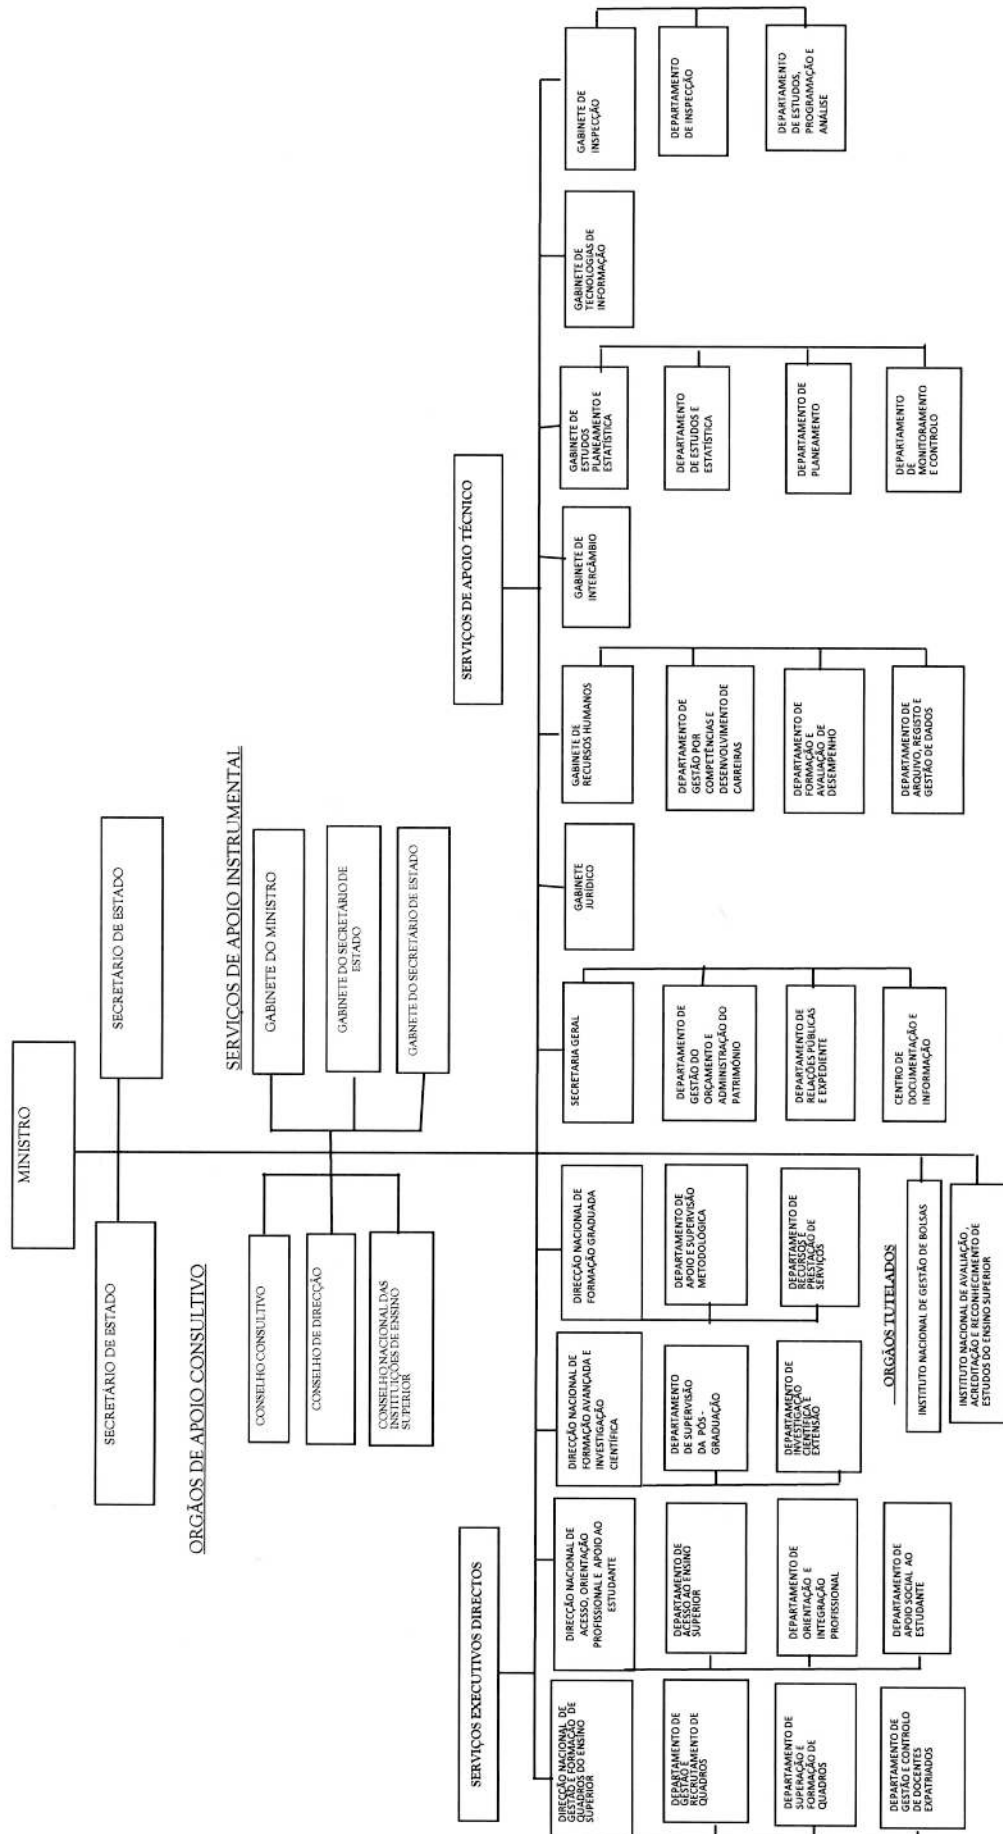 MINISTRO
SECRETÁRIO DE ESTADO
SECRETÁRIO DE ESTADO
ORGÃOS DE APOIO CONSULTIVO
CONSELHO CONSULTIVO
CONSELHO DE DIRECÇÃO
CONSELHO NACIONAL DAS
INSTITUIÇÕES DE ENSINO
SUPERIOR
SERVIÇOS DE APOIO INSTRUMENTAL
GABINETE DO MINISTRO
GABINETE DO SECRETÁRIO DE
ESTADO
GABNETE DO SECRETÁRIO DE ESTADO
SERVIÇOS EXECUTIVOS DIRECTOS
DIRECÇÃO NACIONAL DE
GESTÃO E FORMAÇÃO DE
QUADROS DO ENSINO
SUPERIOR
DEPARTAMENTO DE
GESTÃO E
RECRUTAMENTO DE
QUADROS
DEPARTAMENTO DE
SUPERAÇÃO E
FORMAÇÃO DE
QUADROS
DEPARTAMENTO DE
GESTÃO E CONTROLO
DE DOCENTES
EXPATRIADOS
DIRECÇÃO NACIONAL DE
ACESSO, ORIENTAÇÃO
PROFISSIONAL E APOIO AO
ESTUDANTE
DEPARTAMENTO DE
ACESSO AO ENSINO
SUPERIOR
DEPARTAMENTO DE
ORIENTAÇÃO E
INTEGRAÇÃO
PROFISSIONAL
DEPARTAMENTO DE
APOIO SOCIAL AO
ESTUDANTE
DIRECÇÃO NACIONAL DE
FORMAÇÃO AVANÇADA E
INVESTIGAÇÃO
CIENTÍFICA
DEPARTAMENTO
DE SUPERVISÃO
DA PÓS -
GRADUAÇÃO
DEPARTAMENTO DE
INVESTIGAÇÃO
CIENTÍFICA E
EXTENSÃO
DIRECÇÃO NACIONAL DE
FORMAÇÃO GRADUADA
DEPARTAMENTO DE
APOIO E SUPERVISÃO
METODOLÓGICA
DEPARTAMENTO DE
RECURSOS E
PRESTAÇÃO DE
SERVIÇOS
SERVIÇOS DE APOIO TÉCNICO
SECRETARIA GERAL
DEPARTAMENTO DE
GESTÃO DO
ORÇAMENTO E
ADMINISTRAÇÃO DO
PATRIMÓNIO
DEPARTAMENTO DE
RELAÇÕES PÚBLICAS
E EXPEDIENTE
CENTRO DE
DOCUMENTAÇÃO E
INFORMAÇÃO
GABINETE
JURÍDICO
GABINETE DE
RECURSOS HUMANOS
DEPARTAMENTO DE
GESTÃO POR
COMPETÊNCIAS E
DESENVOLVIMENTO DE
CARREIRAS
DEPARTAMENTO DE
FORMAÇÃO E
AVALIAÇÃO DE
DESEMPENHO
DEPARTAMENTO DE
ARQUIVO, REGISTO E
GESTÃO DE DADOS
GABINETE DE
INTERCÂMBIO
GABINETE DE
ESTUDOS
PLANEAMENTO E
ESTATÍSTICA
DEPARTAMENTO
DE ESTUDOS E
ESTATÍSTICA
DEPARTAMENTO DE
PLANEAMENTO
DEPARTAMENTO
DE
MONITORAMENTO
E CONTROLO
GABINETE DE
TECNOLOGIAS DE
INFORMAÇÃO
GABINETE DE
INSPECÇÃO
DEPARTAMENTO
DE INSPECÇÃO
DEPARTAMENTO
DE ESTUDOS,
PROGRAMAÇÃO E
ANÁLISE
ORGÃOS TUTELADOS
INSTITUTO NACIONAL DE GESTÃO DE BOLSAS
INSTITUTO NACIONAL DE AVALIAÇÃO ,
ACREDITAÇÃO E RECONHECIMENTO DE
ESTUDOS DO ENSINO SUPERIOR